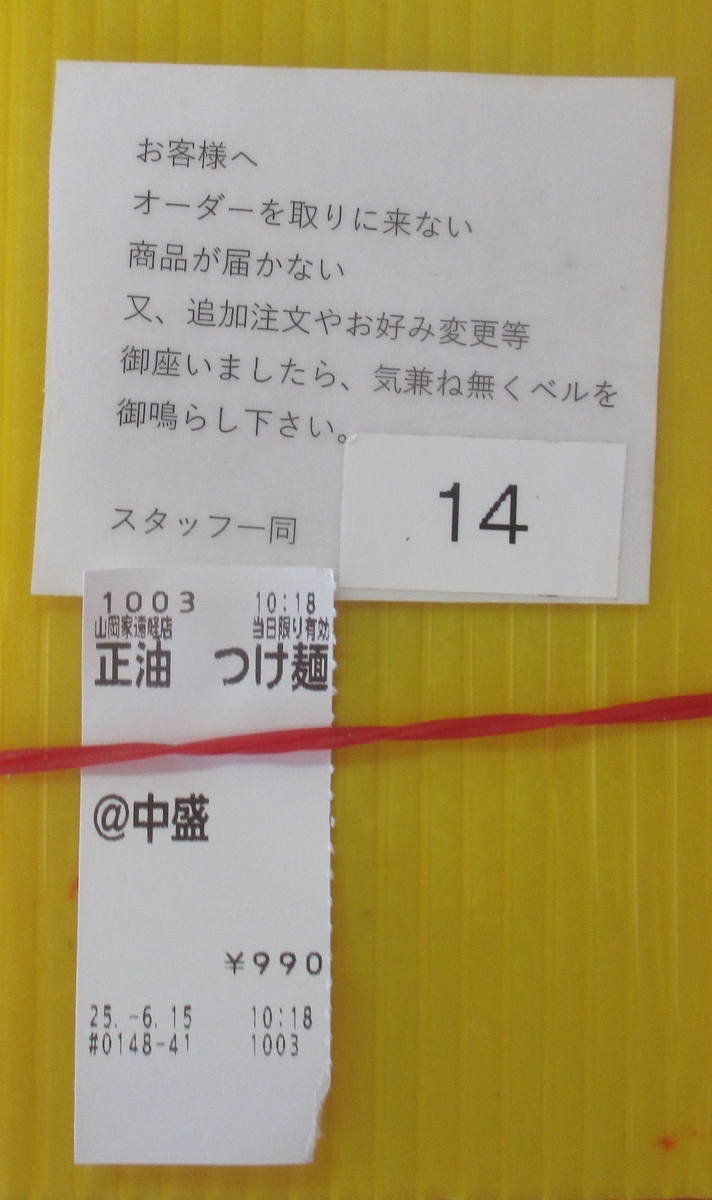 お客様へ
オーダーを取りに来ない
商品が届かない
又、追加注文やお好み変更等
御座いましたら、気兼ね無くベルを
御鳴らし下さい。
スタッフ一同
14
1003 10:18
山岡家遠軽店 当日限り有効
正油 つけ麺
@中盛
¥990
25.-6.15 10:18
#0148-41 1003